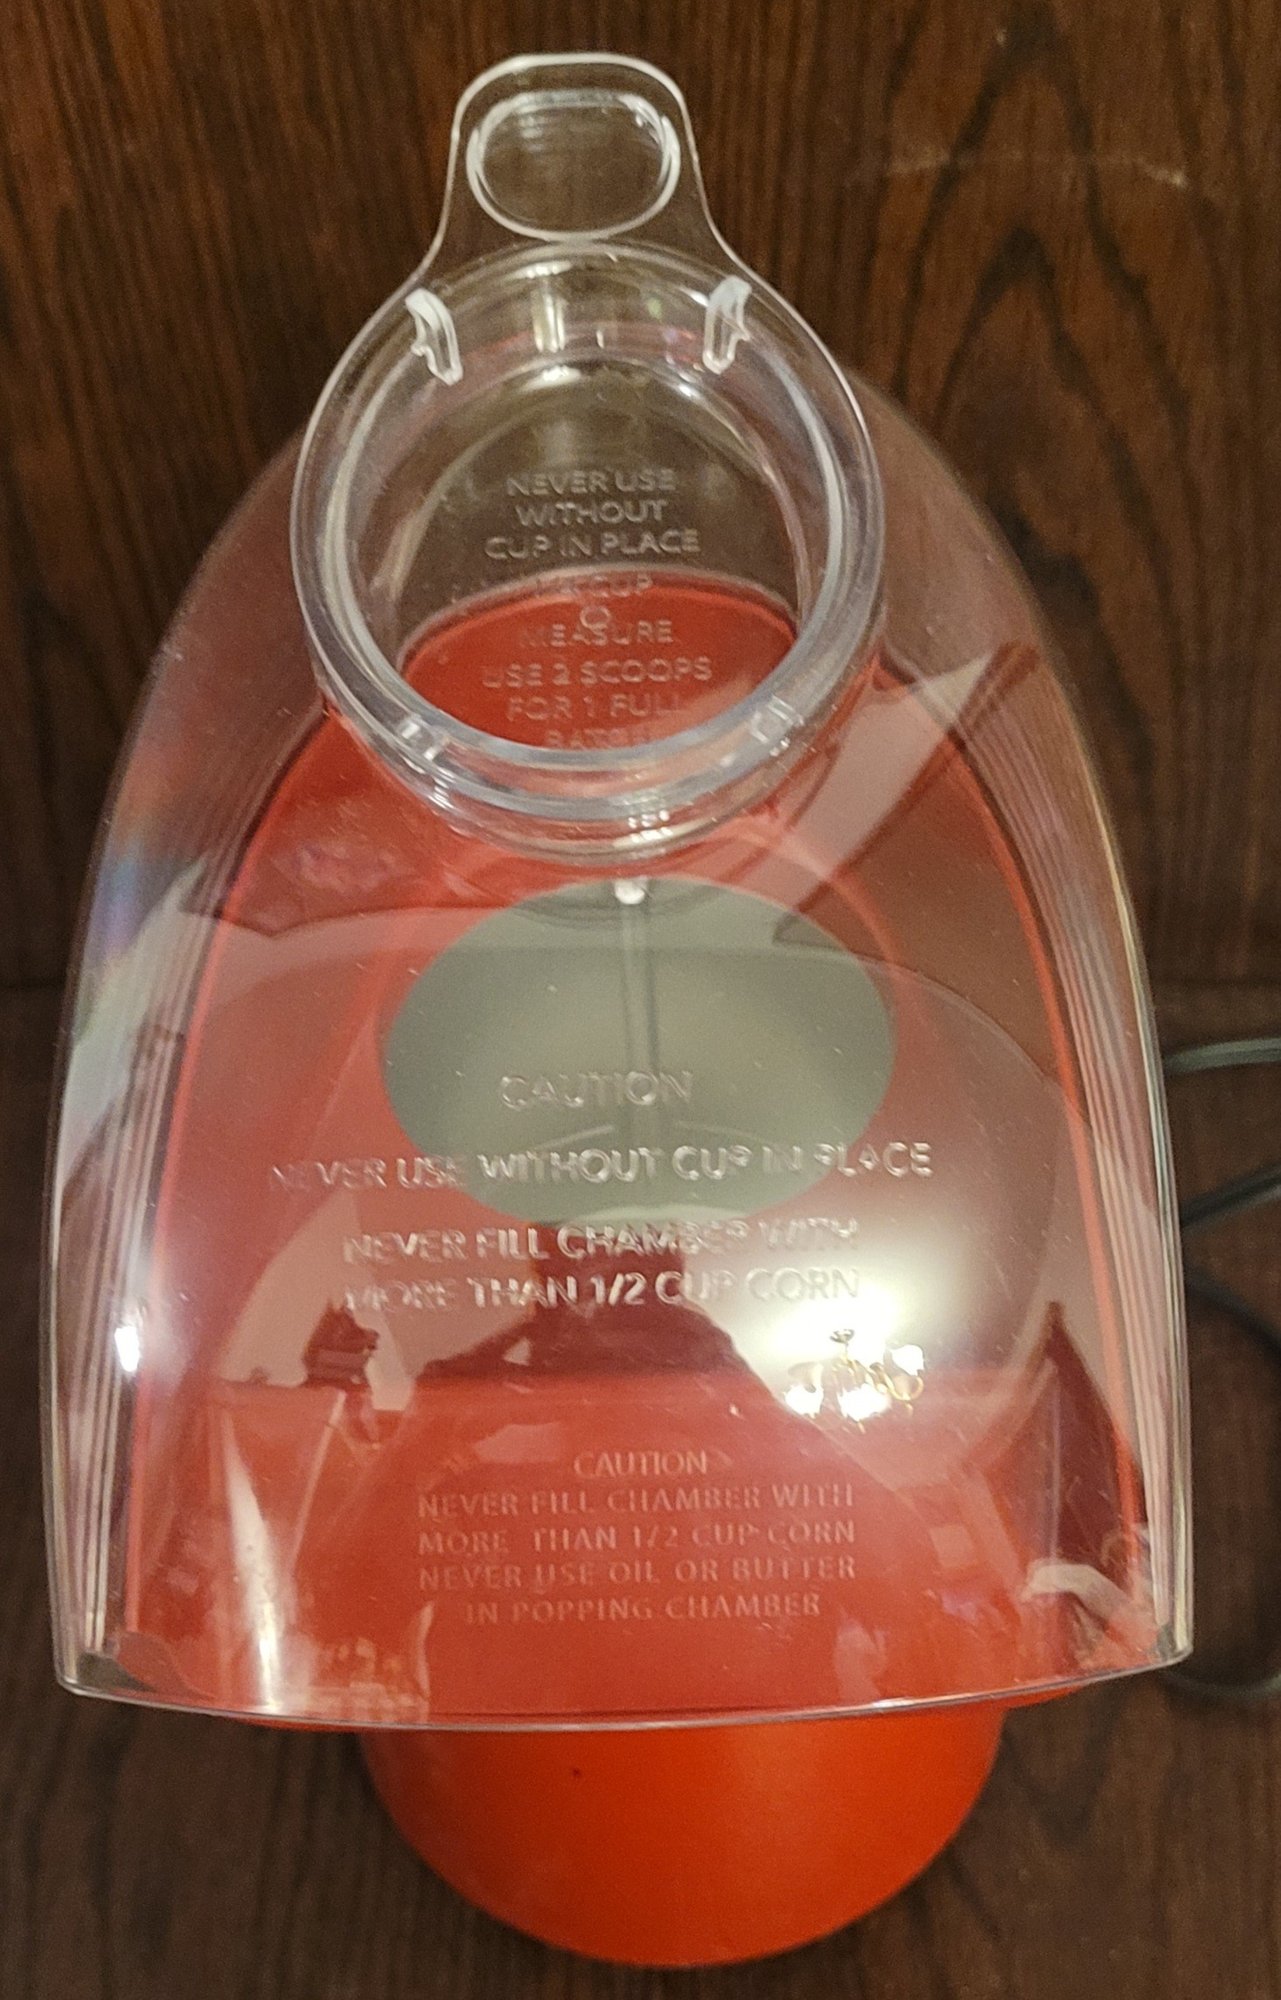 NEVER USE
WITHOUT
CUP IN PLACE
CUP
MEASURE
USE 2 SCOOPS
FOR 1 FULL
BATCH
CAUTION
NEVER USE WITHOUT CUP IN PLACE
NEVER FILL CHAMBER WITH
MORE THAN 1/2 CUP CORN
CAUTION
NEVER FILL CHAMBER WITH
MORE THAN 1/2 CUP CORN
NEVER USE OIL OR BUTTER
IN POPPING CHAMBER